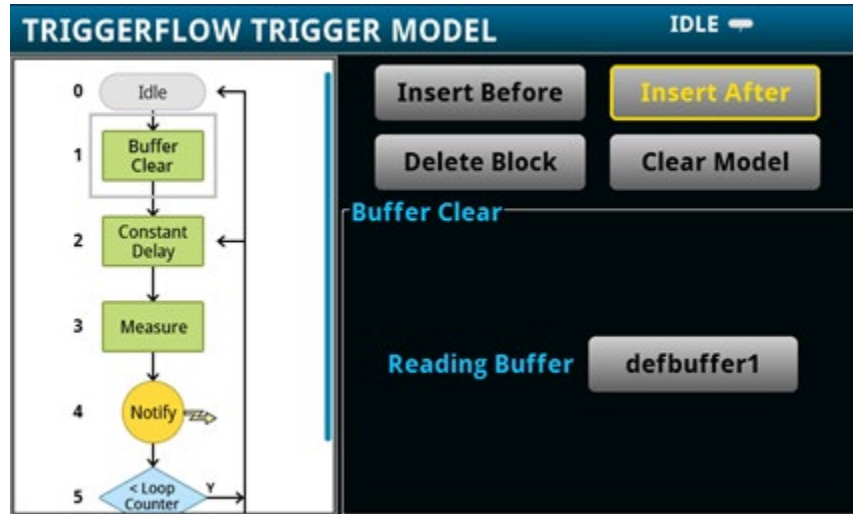 TRIGGERFLOW TRIGGER MODEL
IDLE
0
Idle
1
Buffer
Clear
2
Constant
Delay
3
Measure
4
Notify
5
< Loop
Counter
Y
Insert Before
Insert After
Delete Block
Clear Model
Buffer Clear
Reading Buffer
defbuffer1